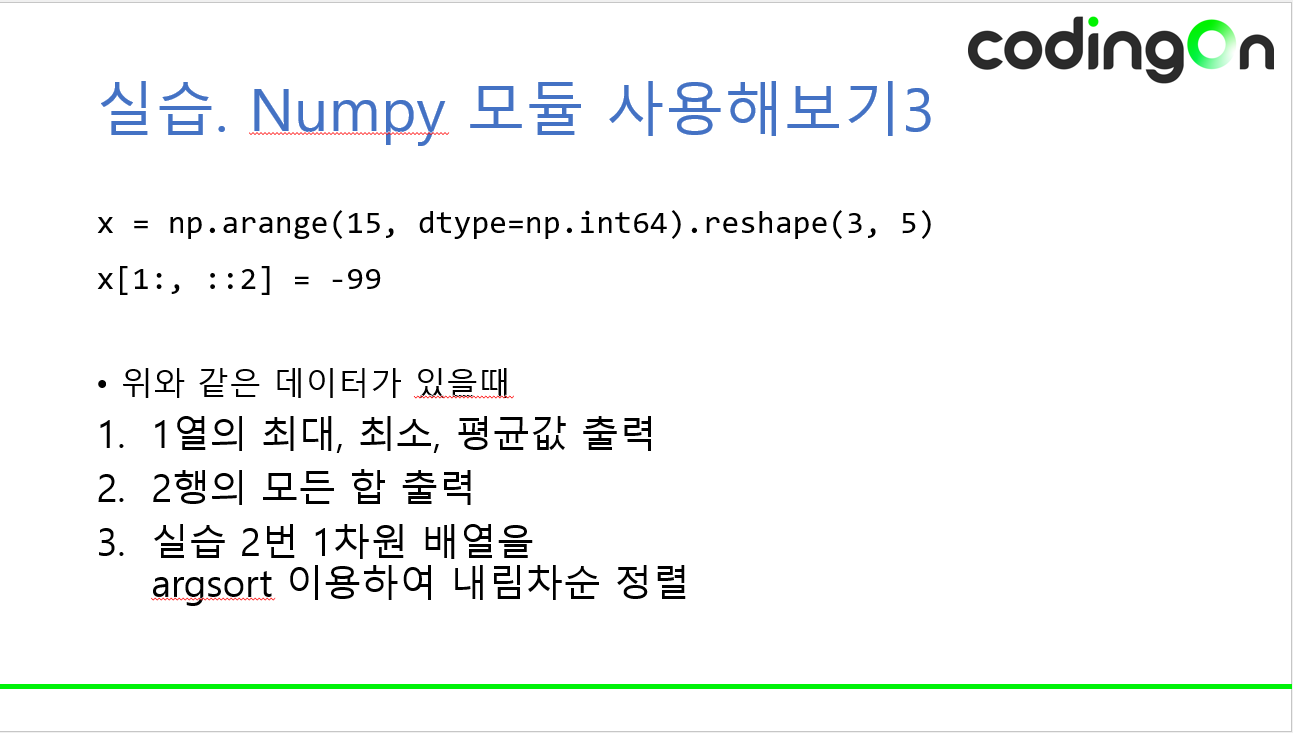 codingOn
실습. Numpy 모듈 사용해보기3
x = np.arange(15, dtype=np.int64).reshape(3, 5)
x[1:, ::2] = -99
• 위와 같은 데이터가 있을때
1. 1열의 최대, 최소, 평균값 출력
2. 2행의 모든 합 출력
3. 실습 2번 1차원 배열을
argsort 이용하여 내림차순 정렬